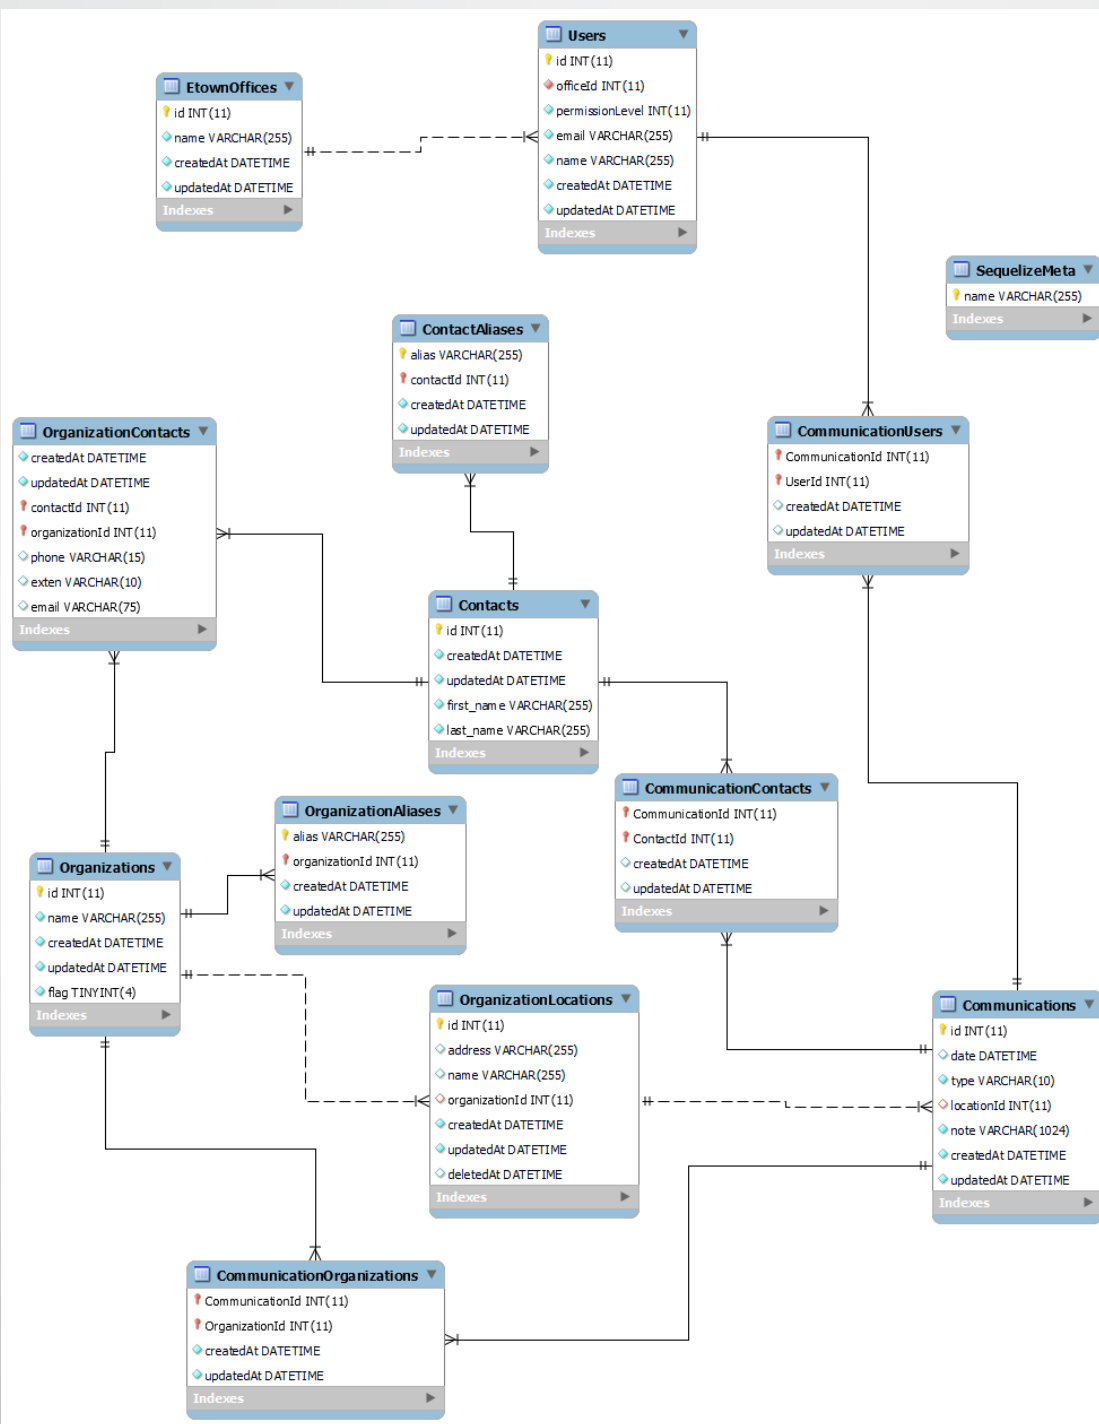 Users
id INT(11)
officeId INT(11)
permissionLevel INT(11)
email VARCHAR(255)
name VARCHAR(255)
createdAt DATETIME
updatedAt DATETIME
Indexes
EtownOffices
id INT(11)
name VARCHAR(255)
createdAt DATETIME
updatedAt DATETIME
Indexes
SequelizeMeta
name VARCHAR(255)
Indexes
ContactAliases
alias VARCHAR(255)
contactId INT(11)
createdAt DATETIME
updatedAt DATETIME
Indexes
OrganizationContacts
createdAt DATETIME
updatedAt DATETIME
contactId INT(11)
organizationId INT(11)
phone VARCHAR(15)
exten VARCHAR(10)
email VARCHAR(75)
Indexes
CommunicationUsers
CommunicationId INT(11)
UserId INT(11)
createdAt DATETIME
updatedAt DATETIME
Indexes
Contacts
id INT(11)
createdAt DATETIME
updatedAt DATETIME
first_name VARCHAR(255)
last_name VARCHAR(255)
Indexes
CommunicationContacts
CommunicationId INT(11)
ContactId INT(11)
createdAt DATETIME
updatedAt DATETIME
Indexes
OrganizationAliases
alias VARCHAR(255)
organizationId INT(11)
createdAt DATETIME
updatedAt DATETIME
Indexes
Organizations
id INT(11)
name VARCHAR(255)
createdAt DATETIME
updatedAt DATETIME
flag TINYINT(4)
Indexes
OrganizationLocations
id INT(11)
address VARCHAR(255)
name VARCHAR(255)
organizationId INT(11)
createdAt DATETIME
updatedAt DATETIME
deletedAt DATETIME
Indexes
Communications
id INT(11)
date DATETIME
type VARCHAR(10)
locationId INT(11)
note VARCHAR(1024)
createdAt DATETIME
updatedAt DATETIME
Indexes
CommunicationOrganizations
CommunicationId INT(11)
OrganizationId INT(11)
createdAt DATETIME
updatedAt DATETIME
Indexes